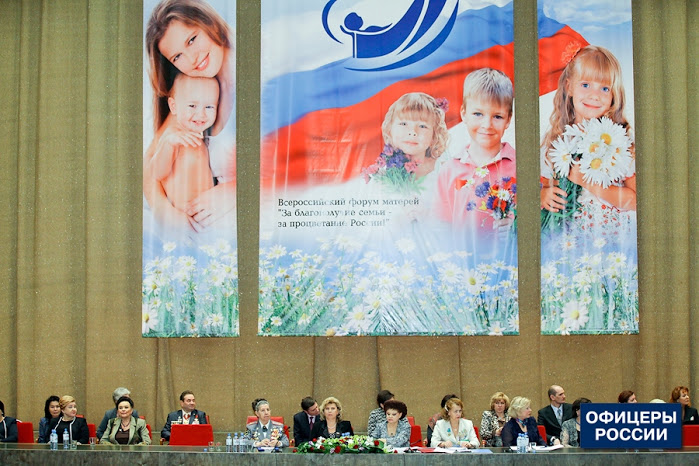 Всероссийский форум матерей
"За благополучие семьи -
за процветание России!"
ОФИЦЕРЫ
РОССИИ